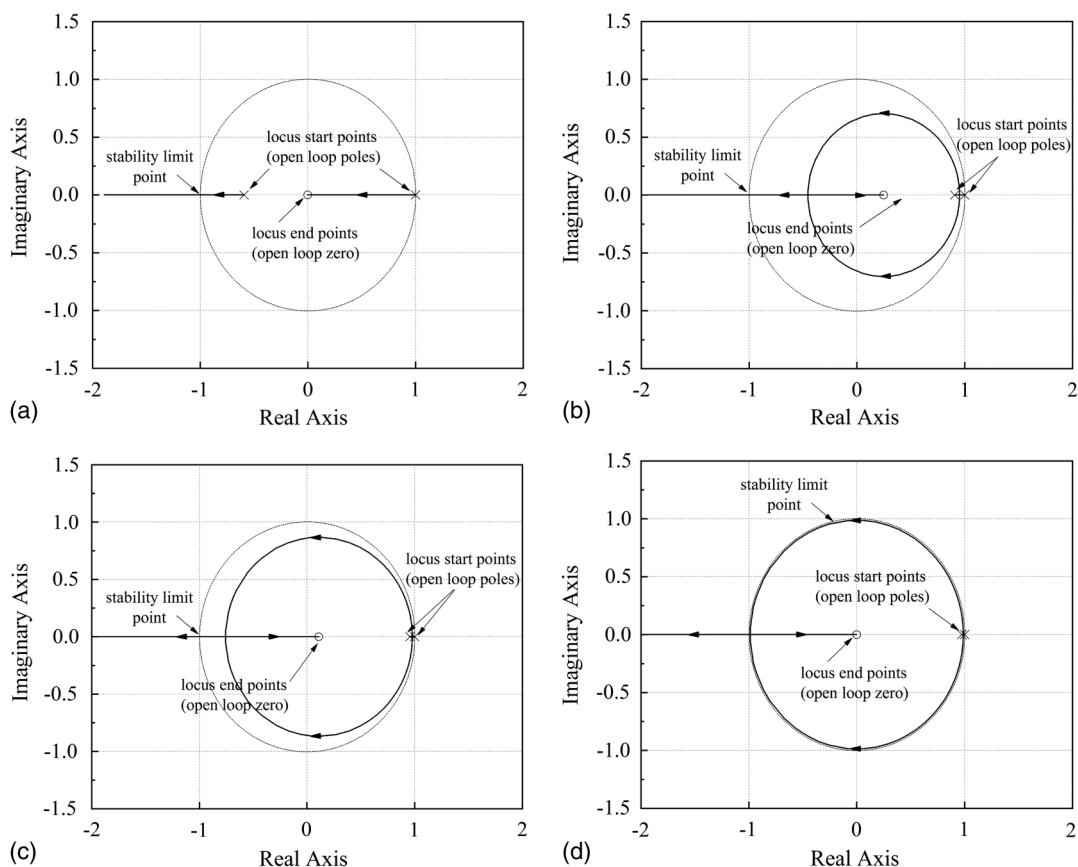 1.5
1.0
0.5
0.0
-0.5
-1.0
-1.5
-2
-1
0
1
2
Imaginary Axis
Real Axis
locus start points
(open loop poles)
stability limit
point
locus end points
(open loop zero)
(a)
1.5
1.0
0.5
0.0
-0.5
-1.0
-1.5
-2
-1
0
1
2
Imaginary Axis
Real Axis
locus start points
(open loop poles)
stability limit
point
locus end points
(open loop zero)
(b)
1.5
1.0
0.5
0.0
-0.5
-1.0
-1.5
-2
-1
0
1
2
Imaginary Axis
Real Axis
locus start points
(open loop poles)
stability limit
point
locus end points
(open loop zero)
(c)
1.5
1.0
0.5
0.0
-0.5
-1.0
-1.5
-2
-1
0
1
2
Imaginary Axis
Real Axis
stability limit
point
locus start points
(open loop poles)
locus end points
(open loop zero)
(d)